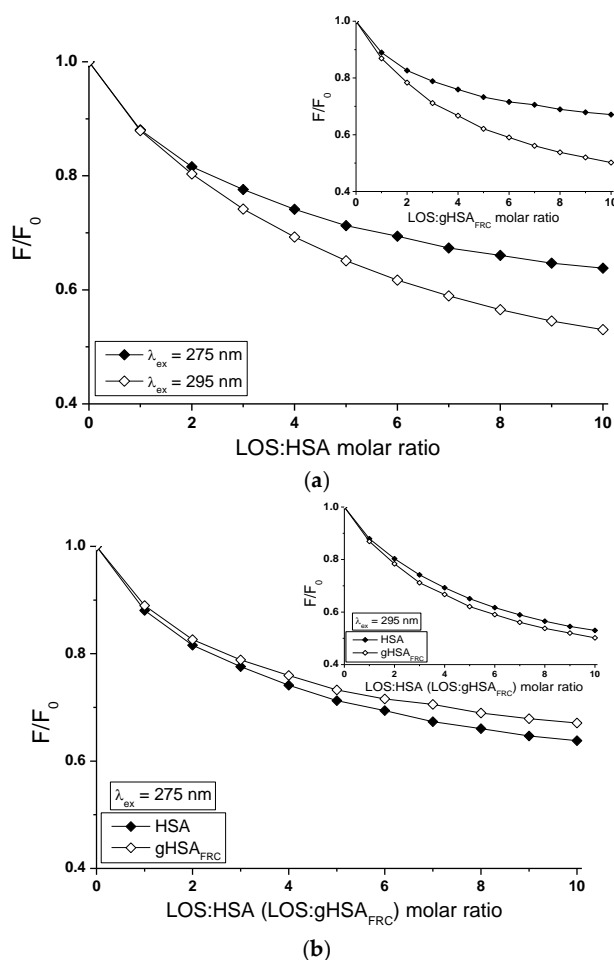 1.0
0.8
0.6
0.4
F/F0
0 2 4 6 8 10
LOS:HSA molar ratio
λex = 275 nm
λex = 295 nm
1.0
0.8
0.6
0.4
F/F0
0 2 4 6 8 10
LOS:gHSAFRC molar ratio
(a)
1.0
0.8
0.6
0.4
F/F0
0 2 4 6 8 10
LOS:HSA (LOS:gHSAFRC) molar ratio
λex = 275 nm
HSA
gHSAFRC
1.0
0.8
0.6
0.4
F/F0
0 1 2 3 4 5 6 7 8 9 10
LOS:HSA (LOS:gHSAFRC) molar ratio
λex = 295 nm
HSA
gHSAFRC
(b)